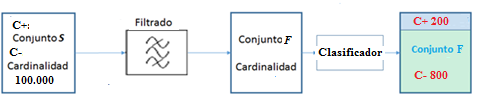 C+:
Conjunto S
C-
Cardinalidad
100.000
Filtrado
Conjunto F
Cardinalidad
Clasificador
C+ 200
Conjunto F
C- 800